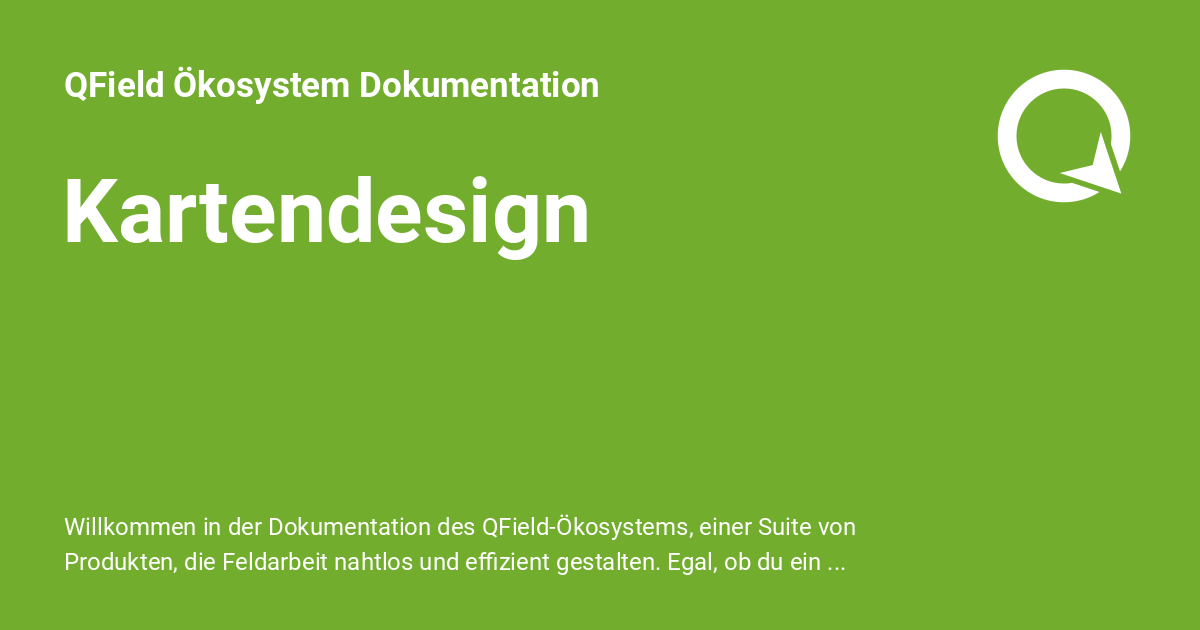 QField Ökosystem Dokumentation
Kartendesign
Willkommen in der Dokumentation des QField-Ökosystems, einer Suite von
Produkten, die Feldarbeit nahtlos und effizient gestalten. Egal, ob du ein ...